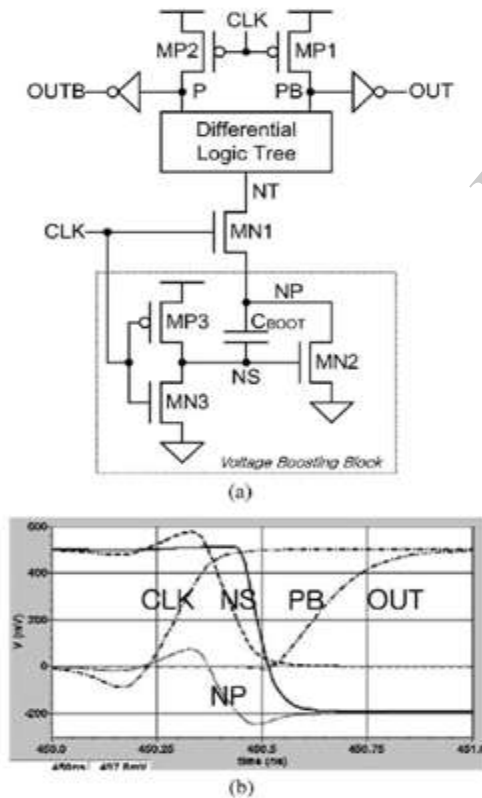 CLK
MP2 MP1
OUTB P PB OUT
Differential
Logic Tree
NT
CLK MN1
NP
MP3 C_BOOT
NS MN2
MN3
Voltage Boosting Block
(a)
600
400
200
0
-200
V (mV)
CLK NS PB OUT
NP
450.0 450.25 450.5 450.75 451.0
time (ns)
(b)